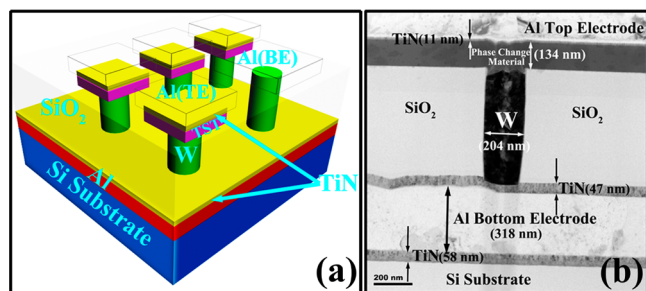 Al(BE)
Al(TE)
SiO2
TST
W
TiN
Al
Si Substrate
(a)
Al Top Electrode
TiN(11 nm)
Phase Change
Material
(134 nm)
SiO2
W
(204 nm)
SiO2
TiN(47 nm)
Al Bottom Electrode
(318 nm)
TiN(58 nm)
200 nm
Si Substrate
(b)